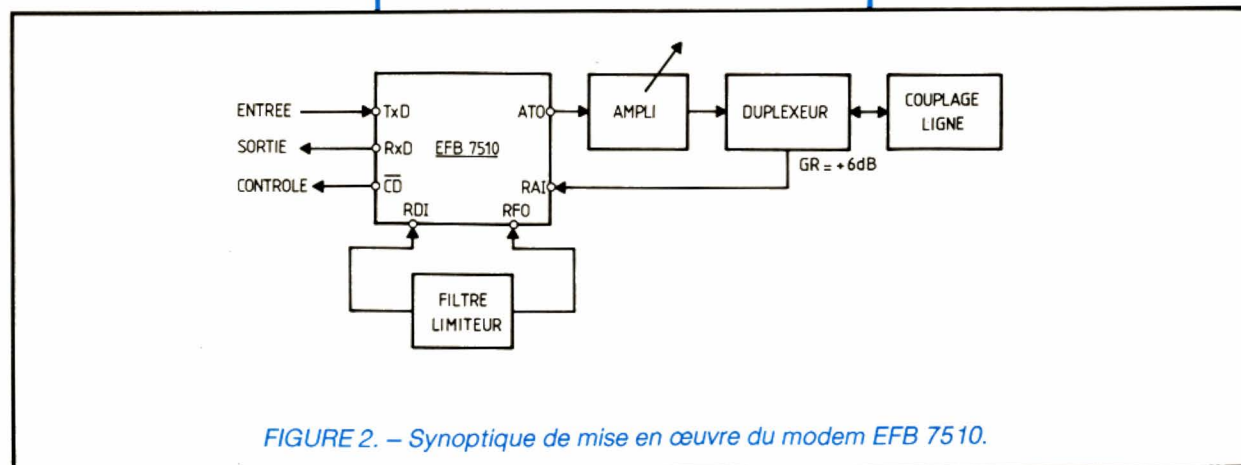 ENTREE
TxD
ATO
AMPLI
DUPLEXEUR
COUPLAGE
LIGNE
SORTIE
RxD
EFB 7510
GR = +6dB
CONTROLE
C̅D̅
RAI
RDI
RFO
FILTRE
LIMITEUR
FIGURE 2. – Synoptique de mise en œuvre du modem EFB 7510.